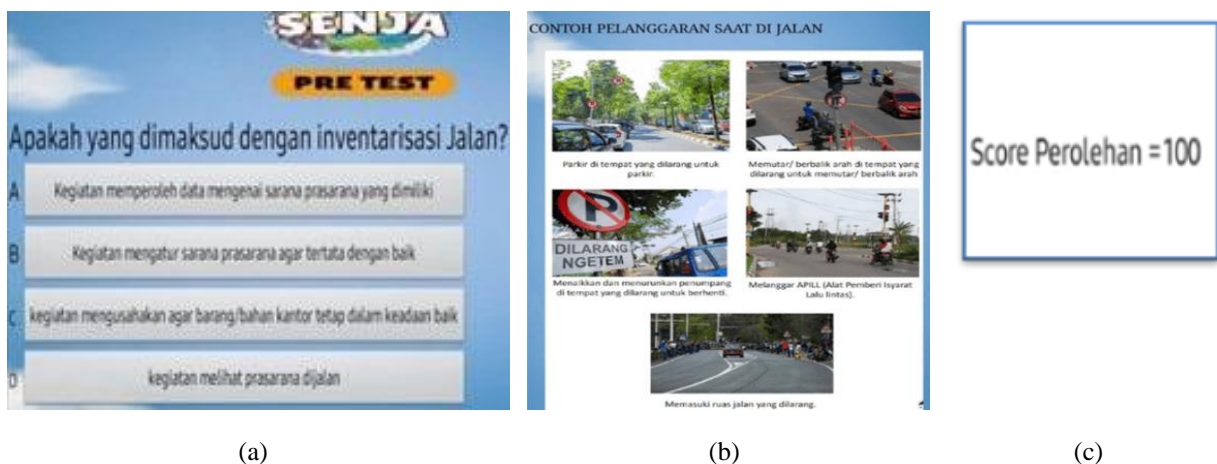 SENJA
PRE TEST
Apakah yang dimaksud dengan inventarisasi Jalan?
A Kegiatan memperoleh data mengenai sarana prasarana yang dimiliki
B Kegiatan mengatur sarana prasarana agar tertata dengan baik
C kegiatan mengusahakan agar barang/bahan kantor tetap dalam keadaan baik
D kegiatan melihat prasarana dijalan
(a)
CONTOH PELANGGARAN SAAT DI JALAN
Parkir di tempat yang dilarang untuk
parkir.
Memutar/ berbalik arah di tempat yang
dilarang untuk memutar/ berbalik arah
P
DILARANG
NGETEM
Menaikkan dan menurunkan penumpang
di tempat yang dilarang untuk berhenti.
Melanggar APILL (Alat Pemberi Isyarat
Lalu lintas).
Memasuki ruas jalan yang dilarang.
(b)
Score Perolehan =100
(c)